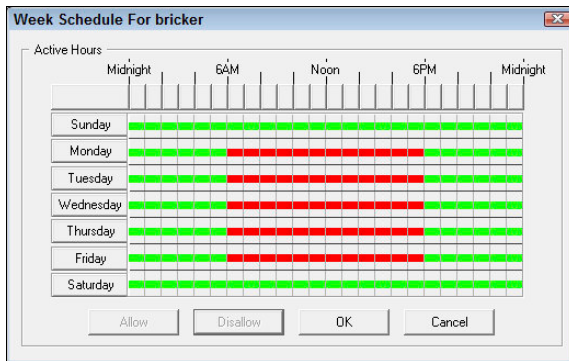 Week Schedule For bricker
Active Hours
Midnight 6AM Noon 6PM Midnight
Sunday
Monday
Tuesday
Wednesday
Thursday
Friday
Saturday
Allow Disallow OK Cancel